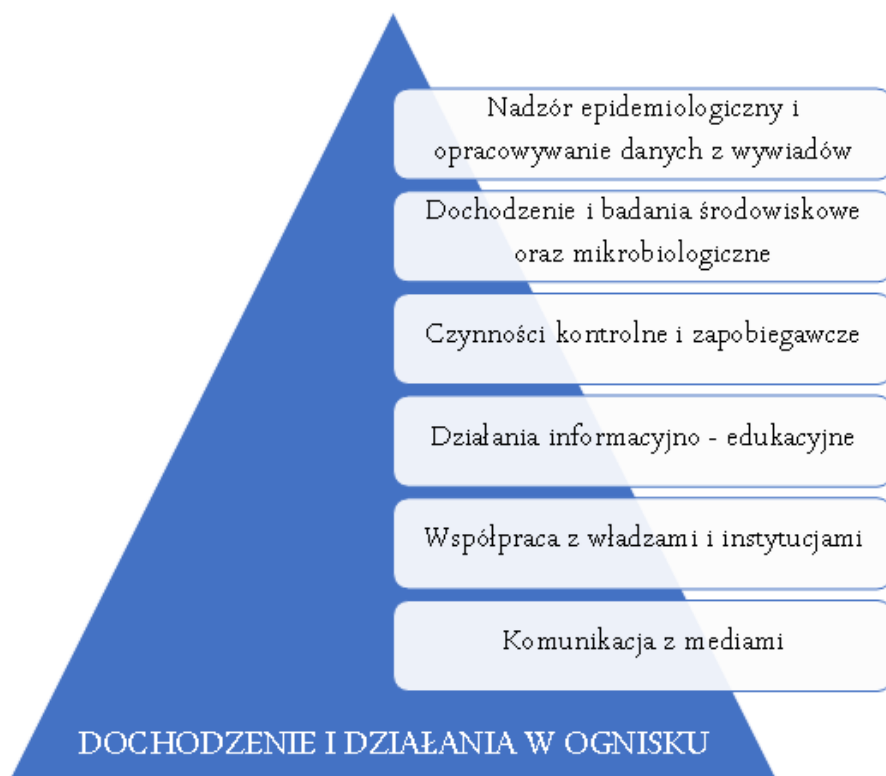 Nadzór epidemiologiczny i
opracowywanie danych z wywiadów
Dochodzenie i badania środowiskowe
oraz mikrobiologiczne
Czynności kontrolne i zapobiegawcze
Działania informacyjno - edukacyjne
Współpraca z władzami i instytucjami
Komunikacja z mediami
DOCHODZENIE I DZIAŁANIA W OGNISKU